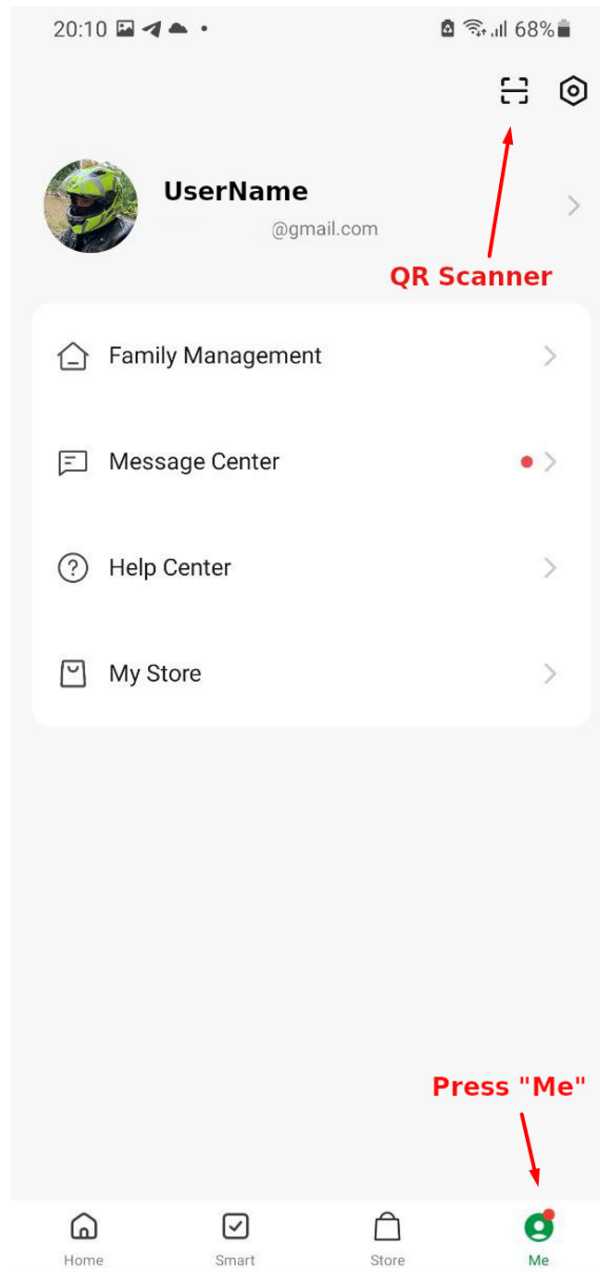 20:10
68%
UserName
@gmail.com
QR Scanner
Family Management
Message Center
Help Center
My Store
Press "Me"
Home Smart Store Me